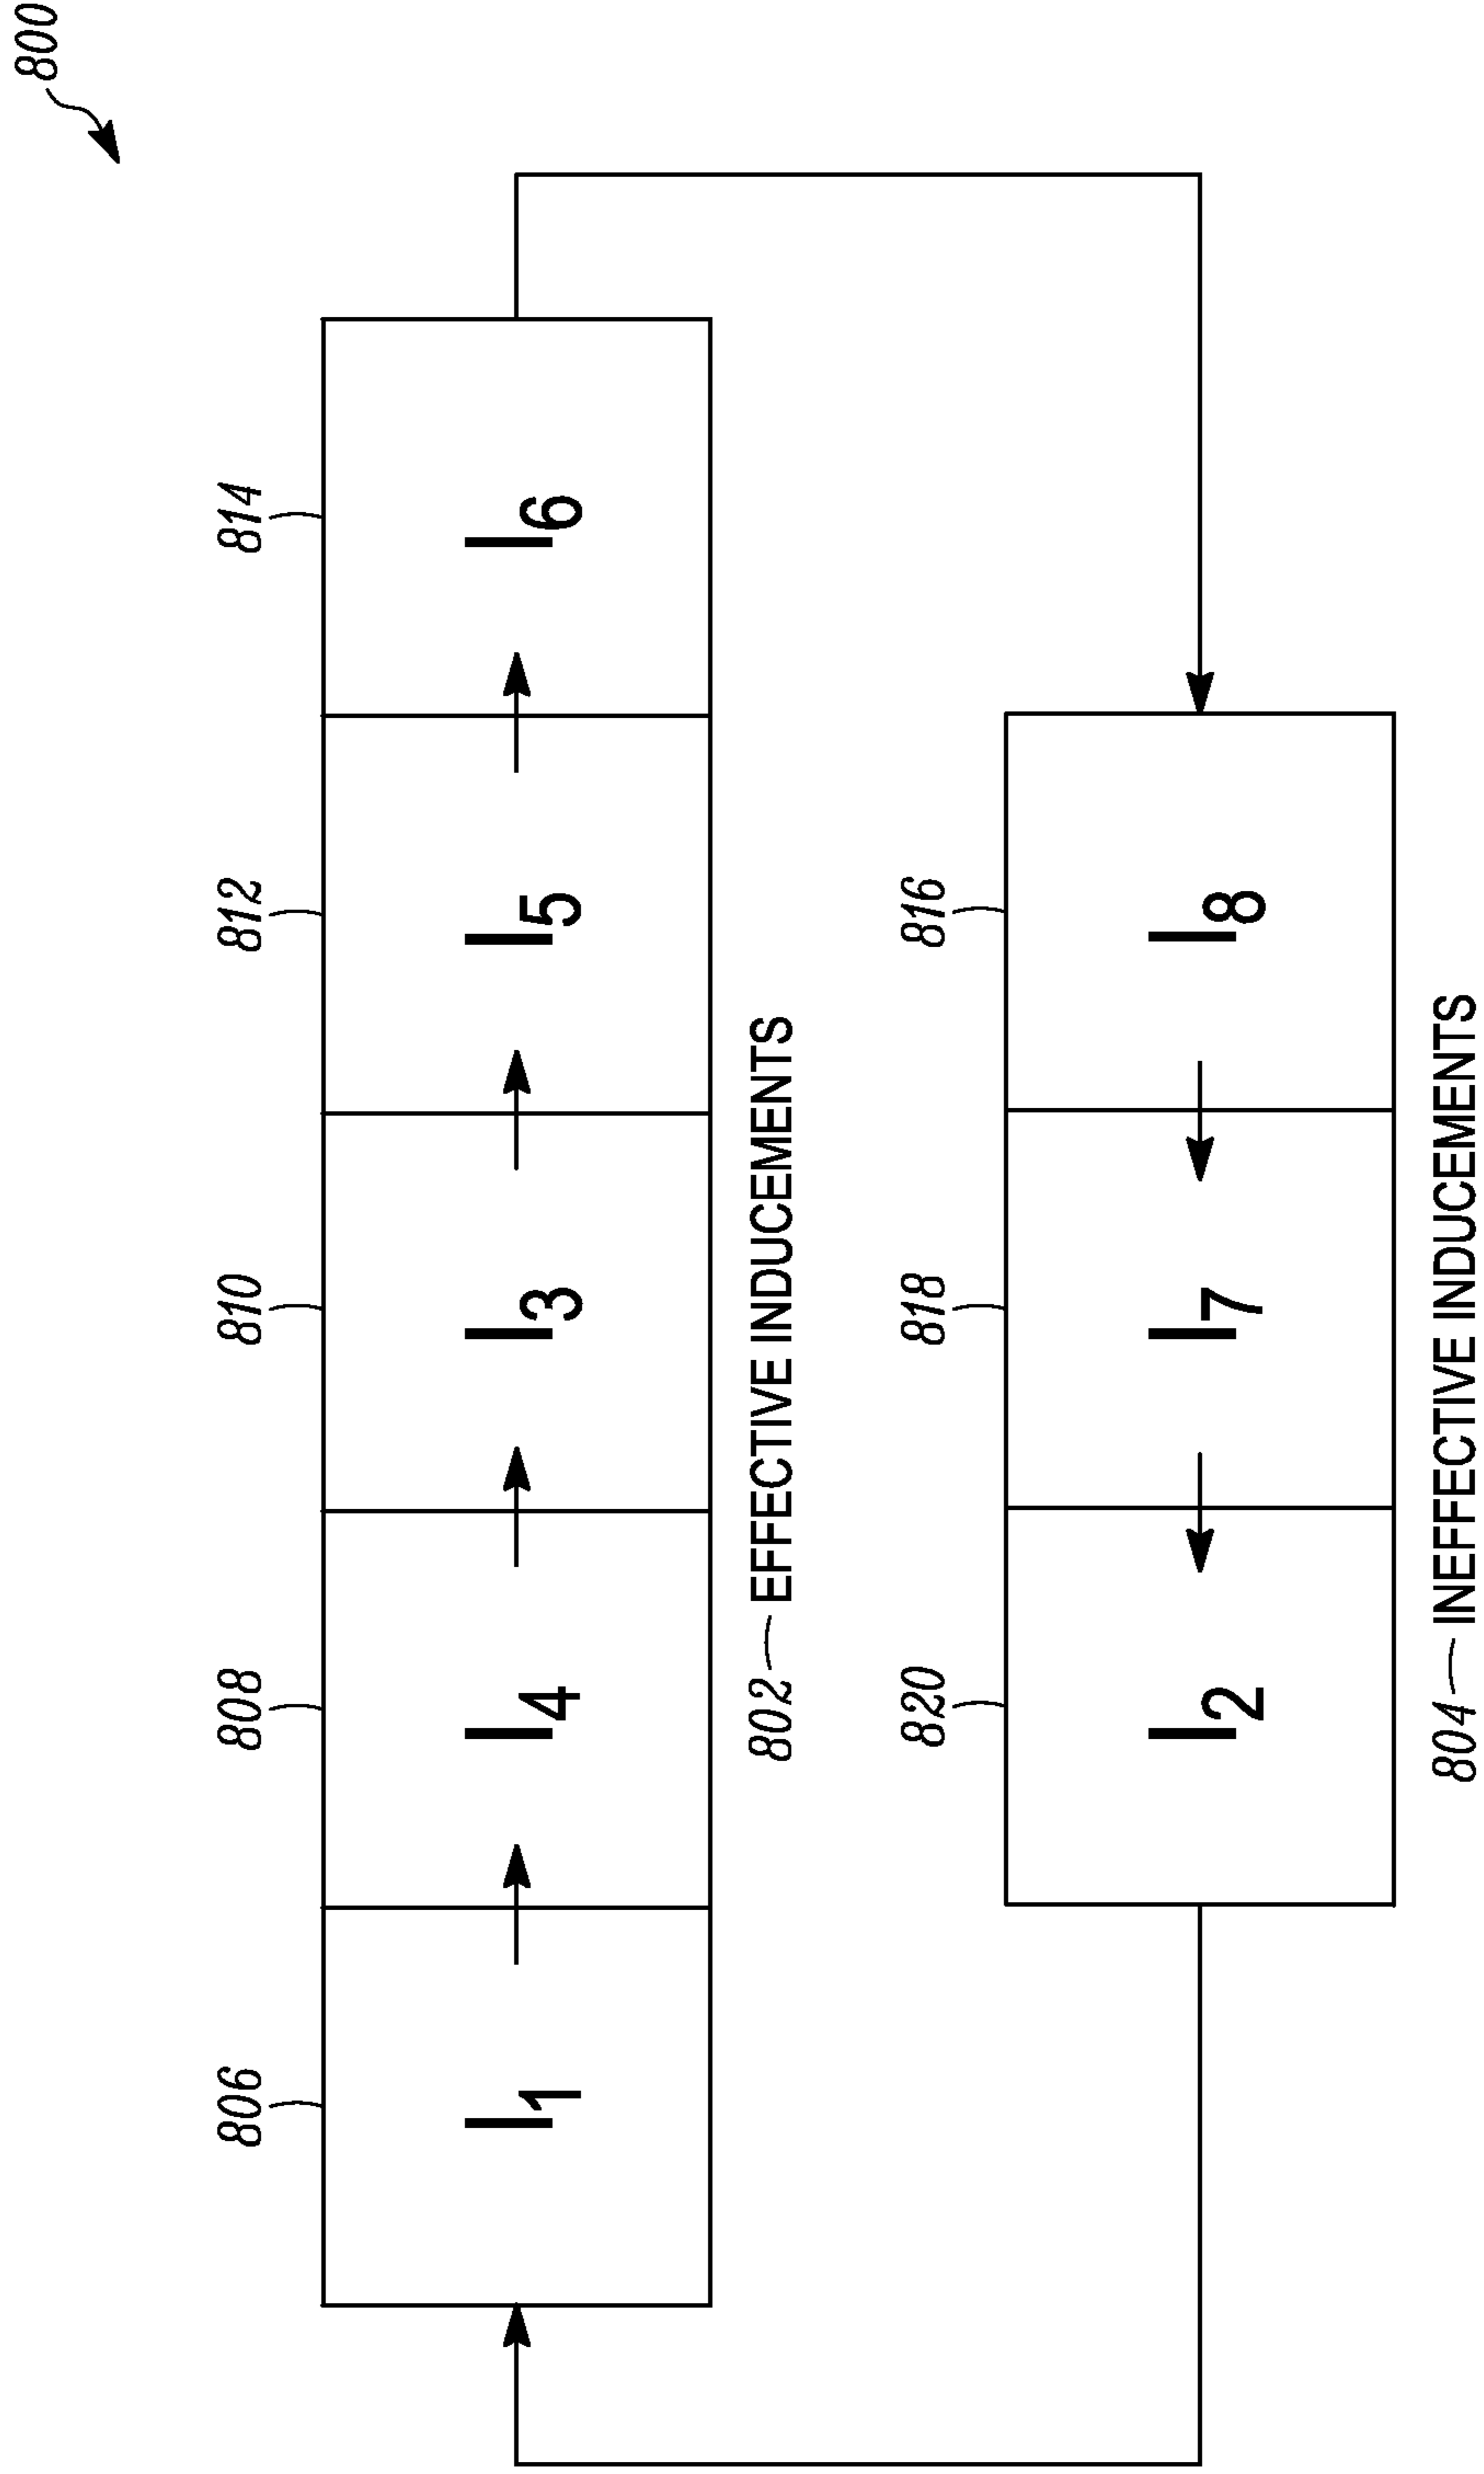 800
806
808
810
812
814
I1
I4
I3
I5
I6
802 EFFECTIVE INDUCEMENTS
820
818
816
I2
I7
I8
804 INEFFECTIVE INDUCEMENTS